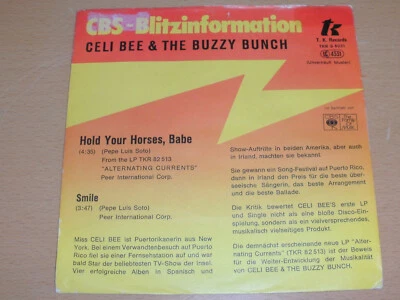 CBS-Blitzinformation
CELI BEE & THE BUZZY BUNCH
T. K. Records
Hold Your Horses, Babe
(4:35) (Pepe Luis Soto)
From the LP TKR 82 513
"ALTERNATING CURRENTS"
Peer International Corp.
Smile
(3:47) (Pepe Luis Soto)
Peer International Corp.
Miss CELI BEE ist Puertorikanerin aus New
York. Bei einem Verwandtenbesuch auf Puerto
Rico fiel sie einer Fernsehstation auf und war
bald Star der beliebtesten TV-Show der Insel.
Vier erfolgreiche Alben in Spanisch und
Show-Auftritte in beiden Amerika, aber auch
in Irland, machten sie bekannt.
Sie gewann ein Song-Festival auf Puerto Rico,
dann in Irland den Preis für die beste über-
seeische Sängerin, das beste Arrangement
und die beste Ballade.
Die Kritik bewertet CELI BEE'S erste LP
und Single nicht als eine bloße Disco-Ein-
spielung, sondern als ein vielversprechendes,
musikalisch vielseitiges Produkt.
Die demnächst erscheinende neue LP "Alter-
nating Currents" (TKR 82 513) ist der Beweis
für die Weiter-Entwicklung der Musikalität
von CELI BEE & THE BUZZY BUNCH.